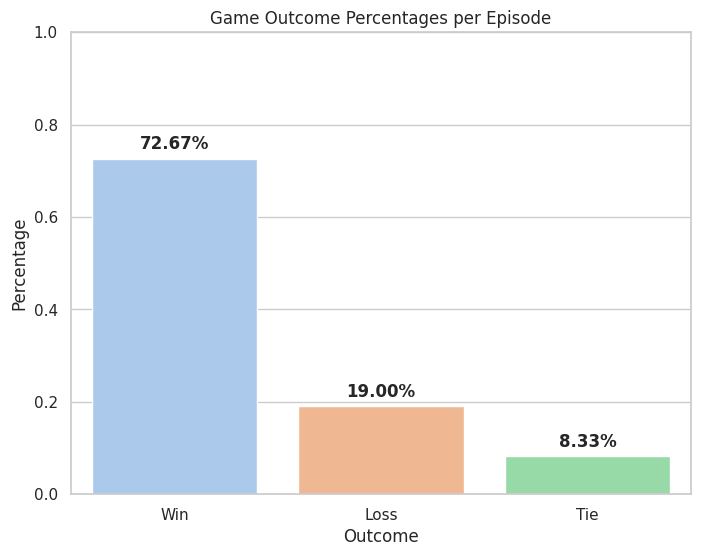 Game Outcome Percentages per Episode
1.0
0.8
0.6
0.4
0.2
0.0
Percentage
72.67%
19.00%
8.33%
Win
Loss
Tie
Outcome